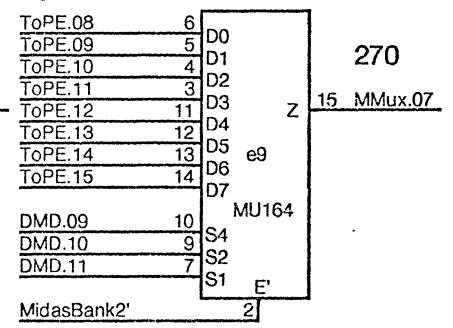 ToPE.08 6 D0
ToPE.09 5 D1
ToPE.10 4 D2
ToPE.11 3 D3
ToPE.12 11 D4
ToPE.13 12 D5
ToPE.14 13 D6
ToPE.15 14 D7
270
Z 15 MMux.07
e9
MU164
DMD.09 10 S4
DMD.10 9 S2
DMD.11 7 S1
E'
MidasBank2' 2